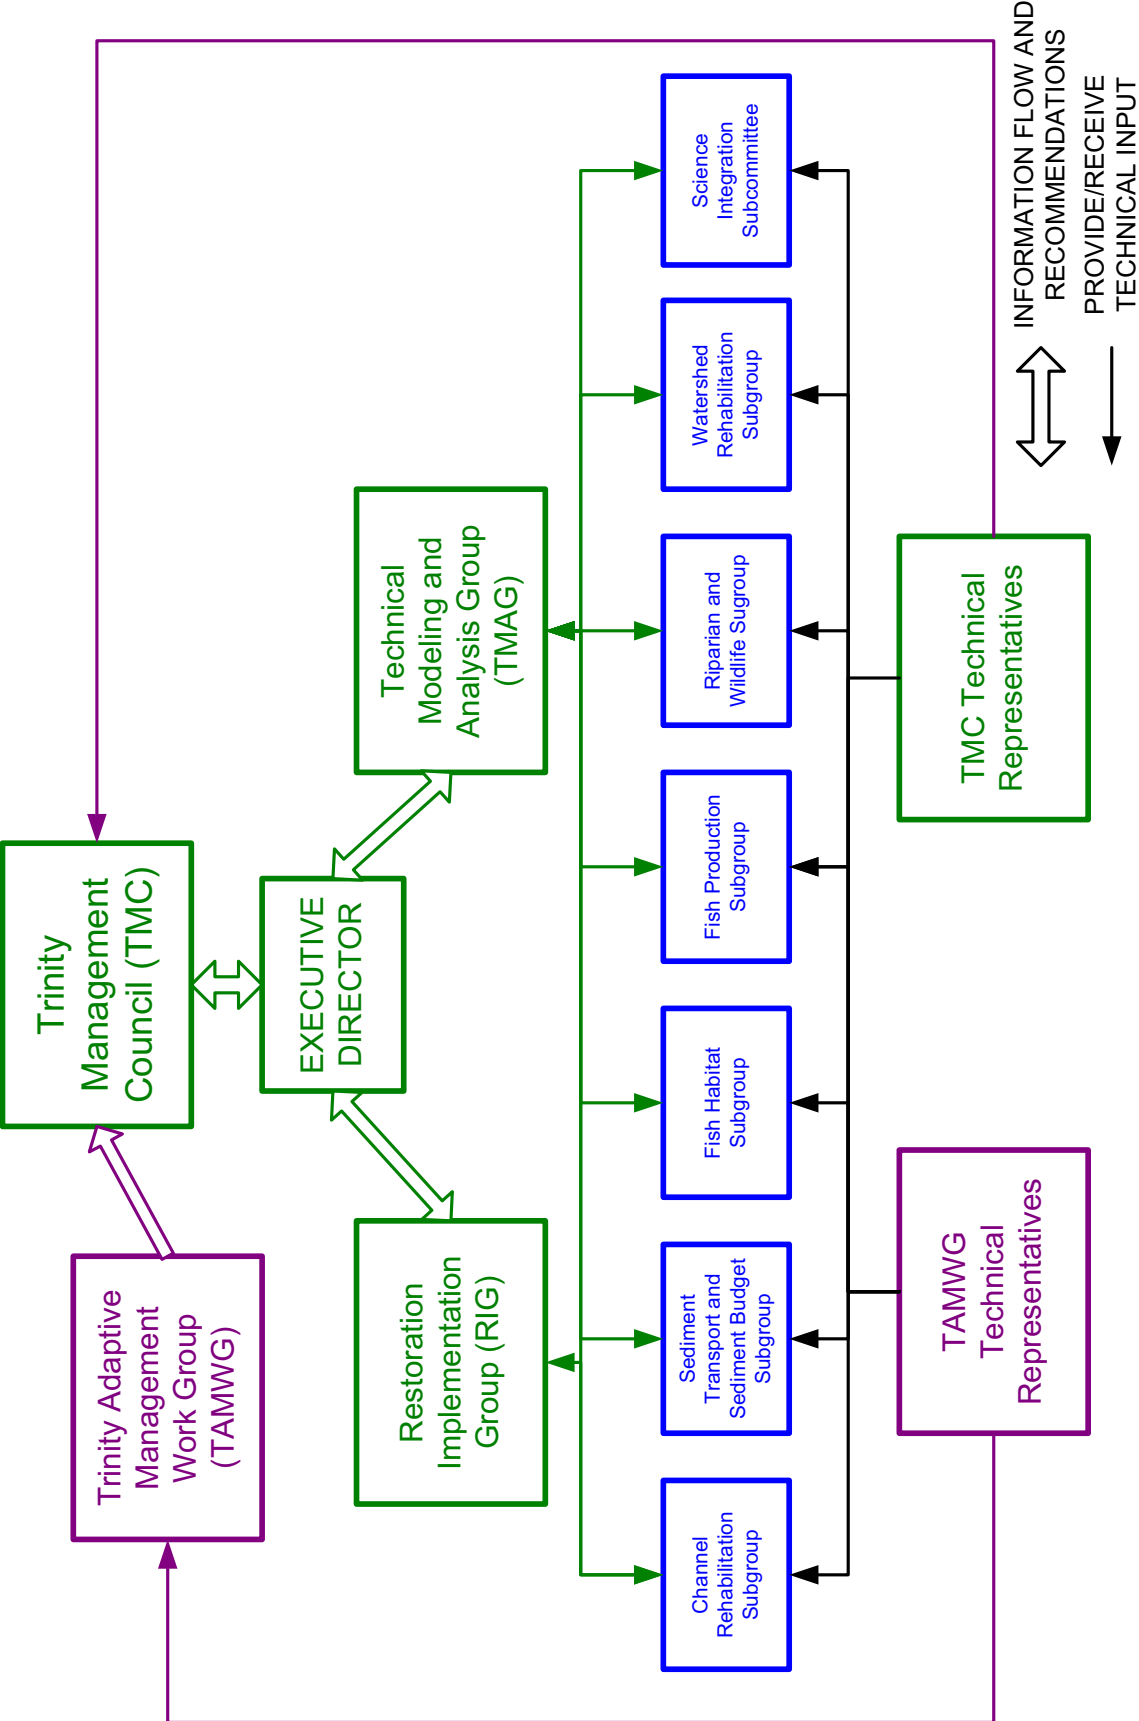 Trinity
Management
Council (TMC)
Trinity Adaptive
Management
Work Group
(TAMWG)
EXECUTIVE
DIRECTOR
Restoration
Implementation
Group (RIG)
Technical
Modeling and
Analysis Group
(TMAG)
Channel
Rehabilitation
Subgroup
Sediment
Transport and
Sediment Budget
Subgroup
Fish Habitat
Subgroup
Fish Production
Subgroup
Riparian and
Wildlife Sugroup
Watershed
Rehabilitation
Subgroup
Science
Integration
Subcommittee
TAMWG
Technical
Representatives
TMC Technical
Representatives
INFORMATION FLOW AND
RECOMMENDATIONS
PROVIDE/RECEIVE
TECHNICAL INPUT